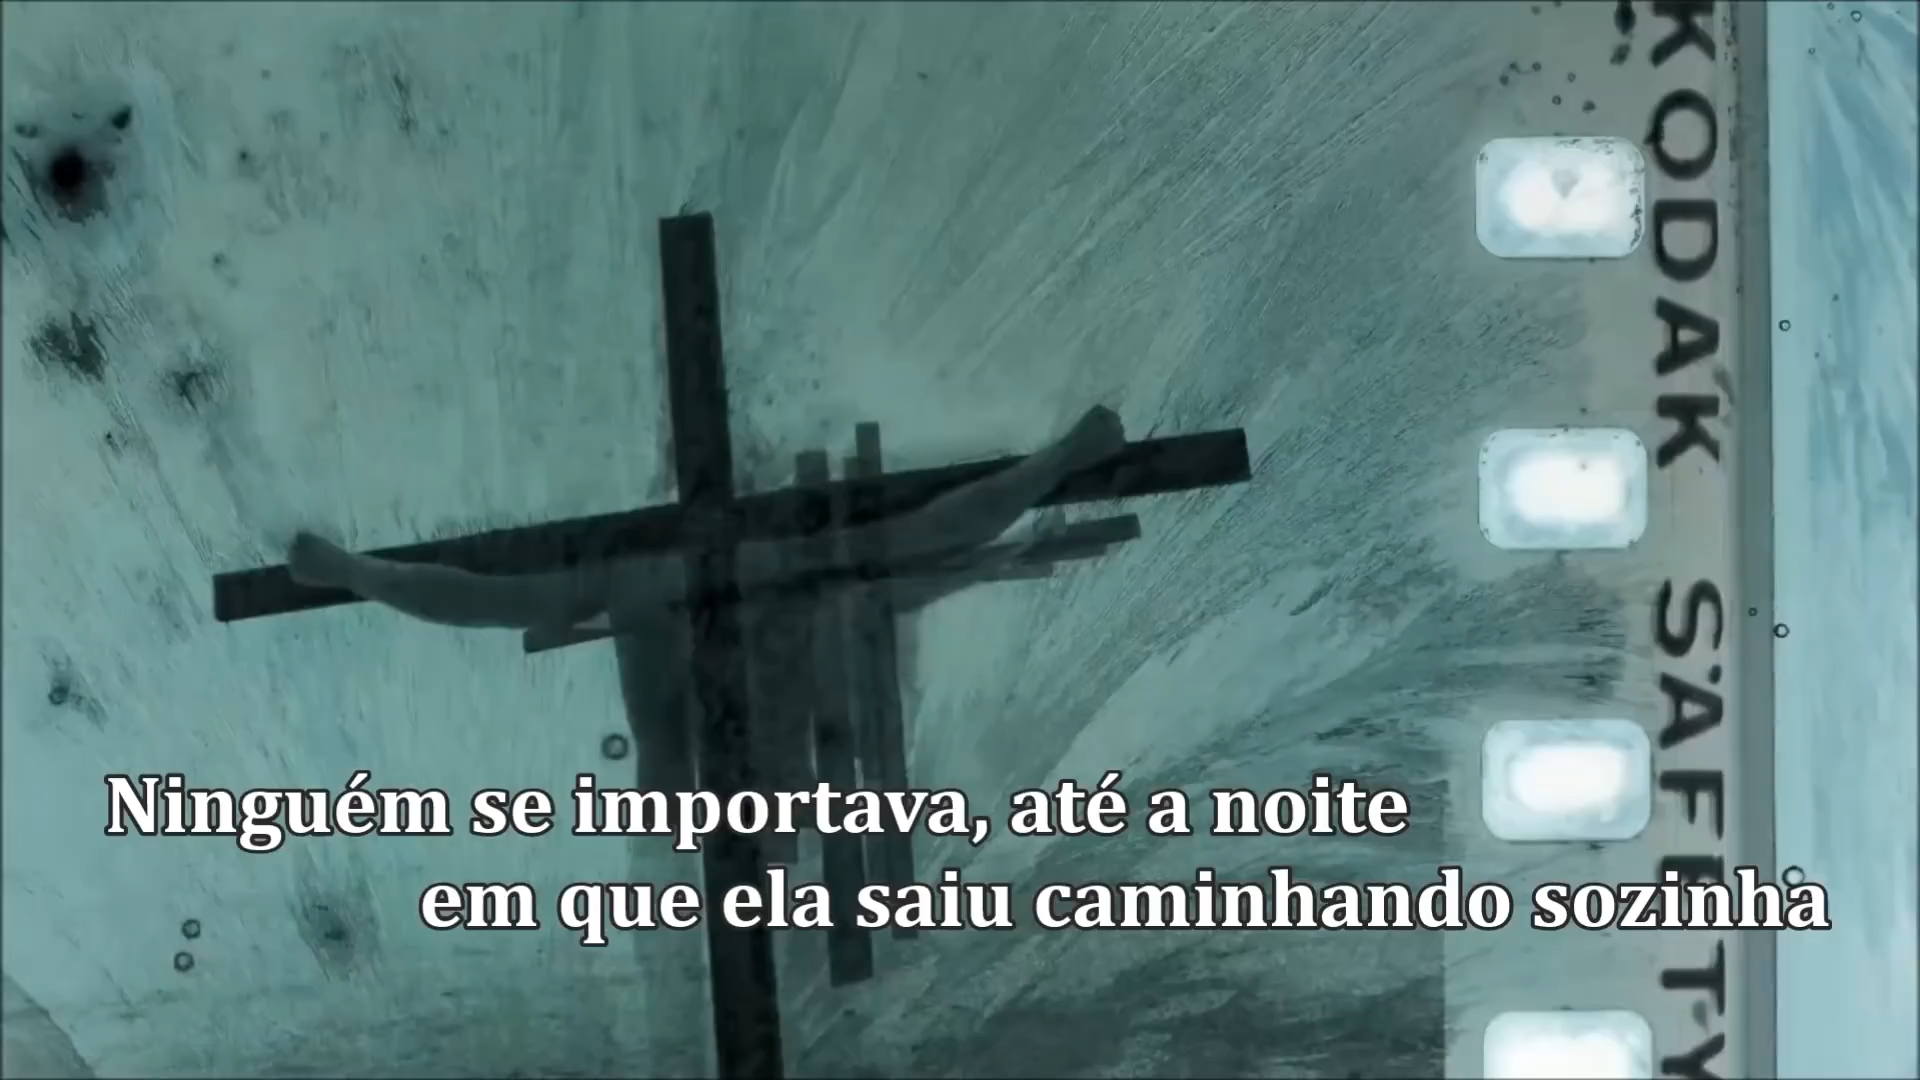 KODAK SAFETY
Ninguém se importava, até a noite
em que ela saiu caminhando sozinha